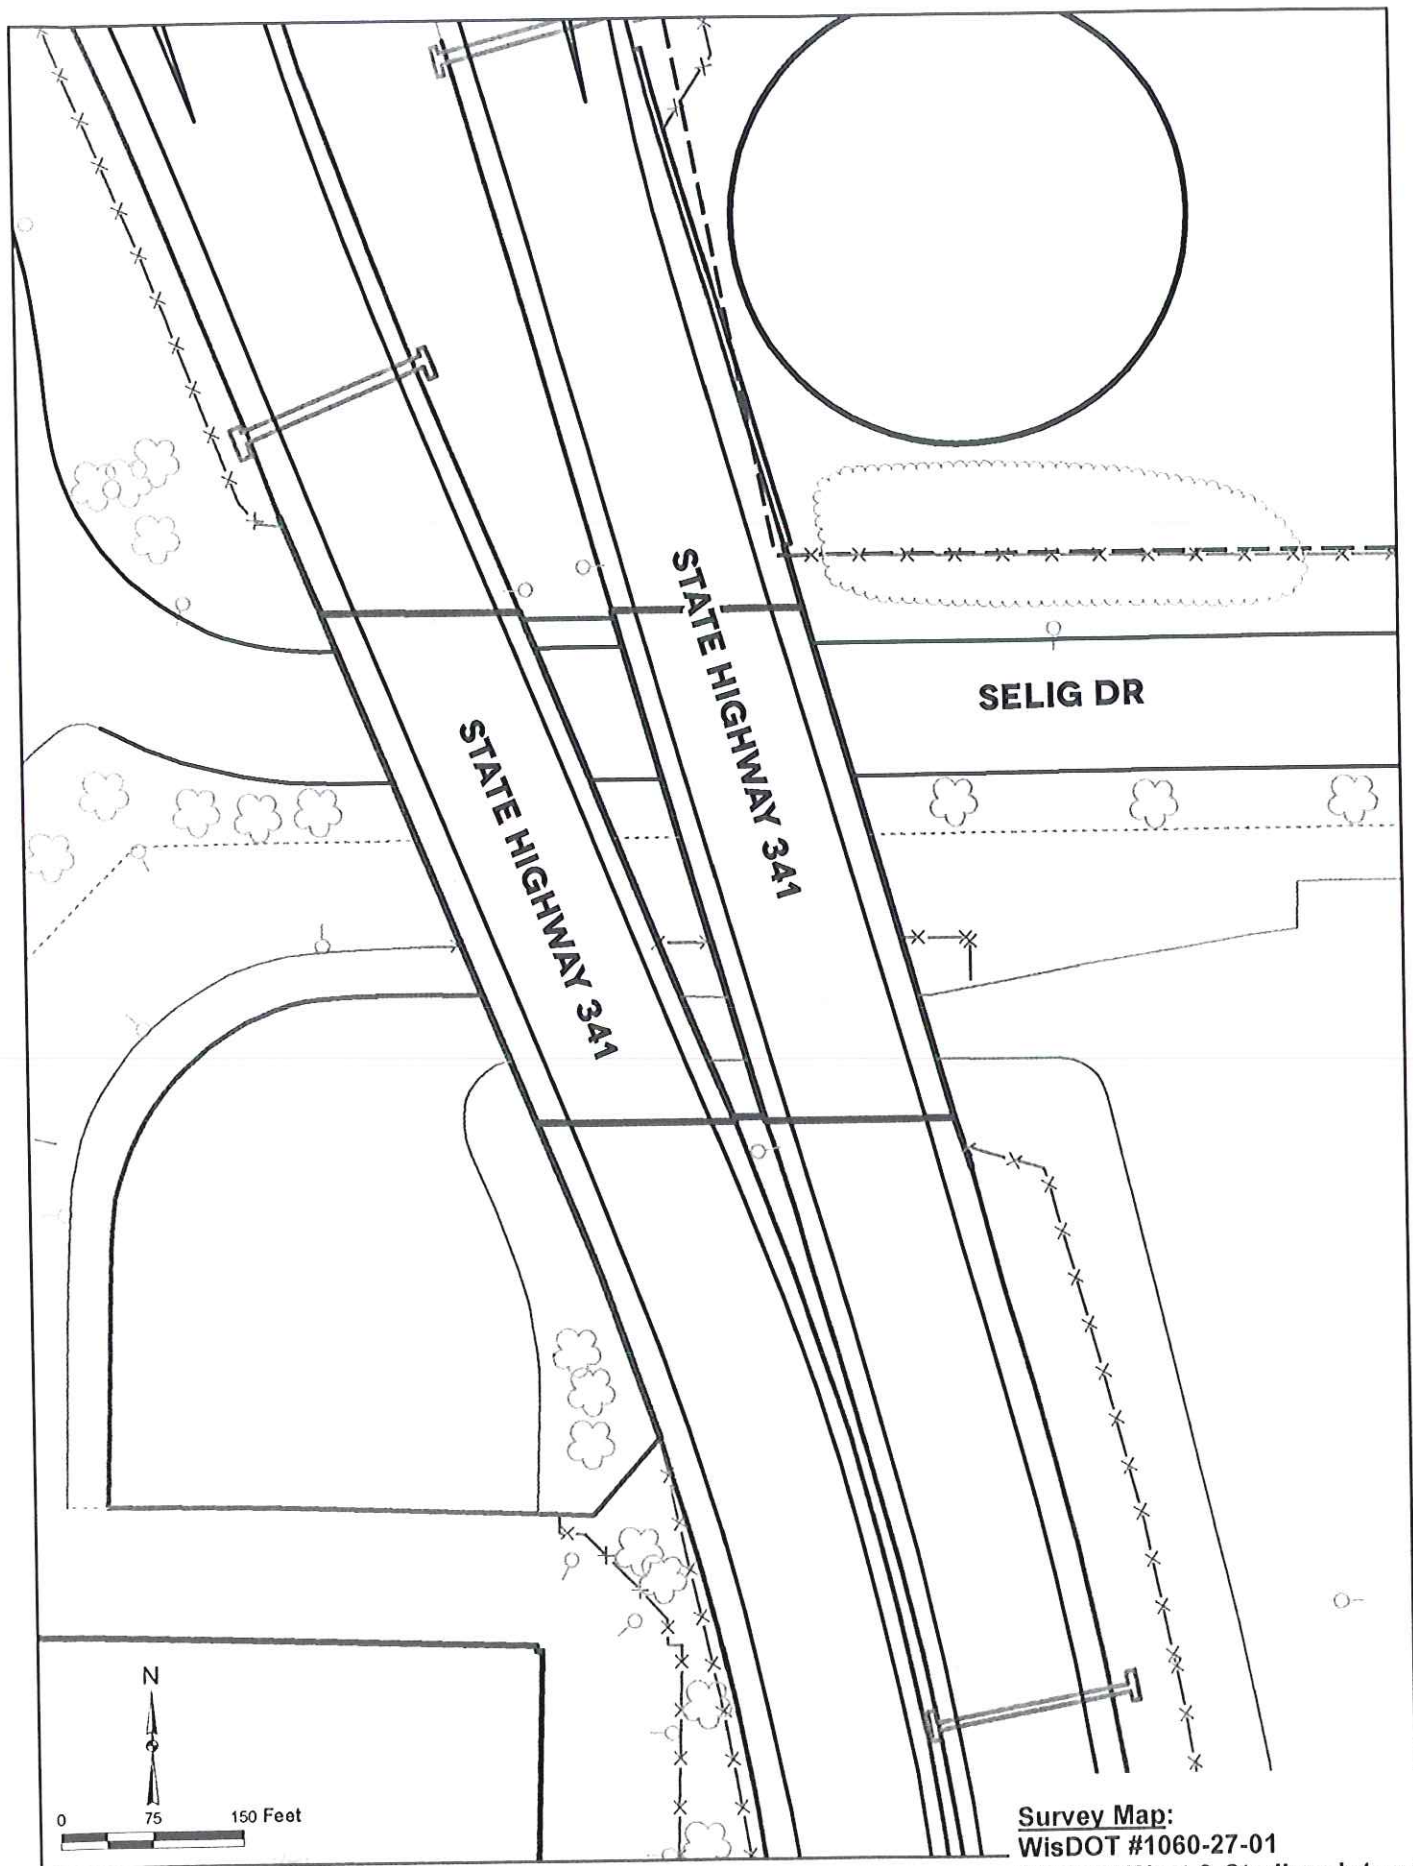 STATE HIGHWAY 341
SELIG DR
STATE HIGHWAY 341
N
0 75 150 Feet
Survey Map:
WisDOT #1060-27-01